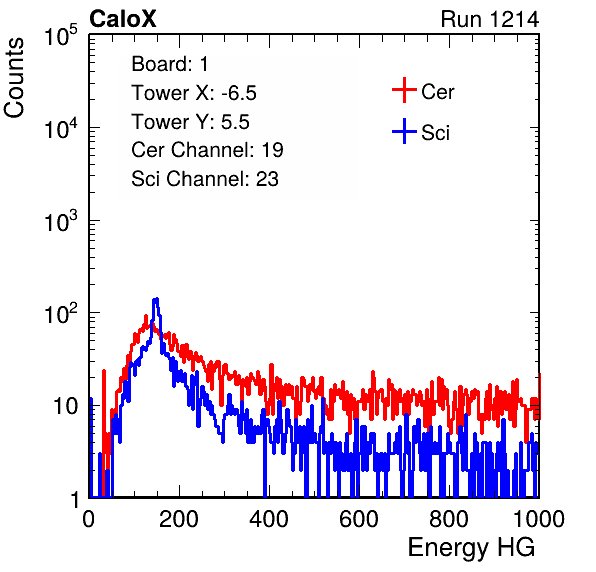 CaloX Run 1214
Counts
10^5
10^4
10^3
10^2
10
1
Board: 1
Tower X: -6.5
Tower Y: 5.5
Cer Channel: 19
Sci Channel: 23
Cer
Sci
0 200 400 600 800 1000
Energy HG